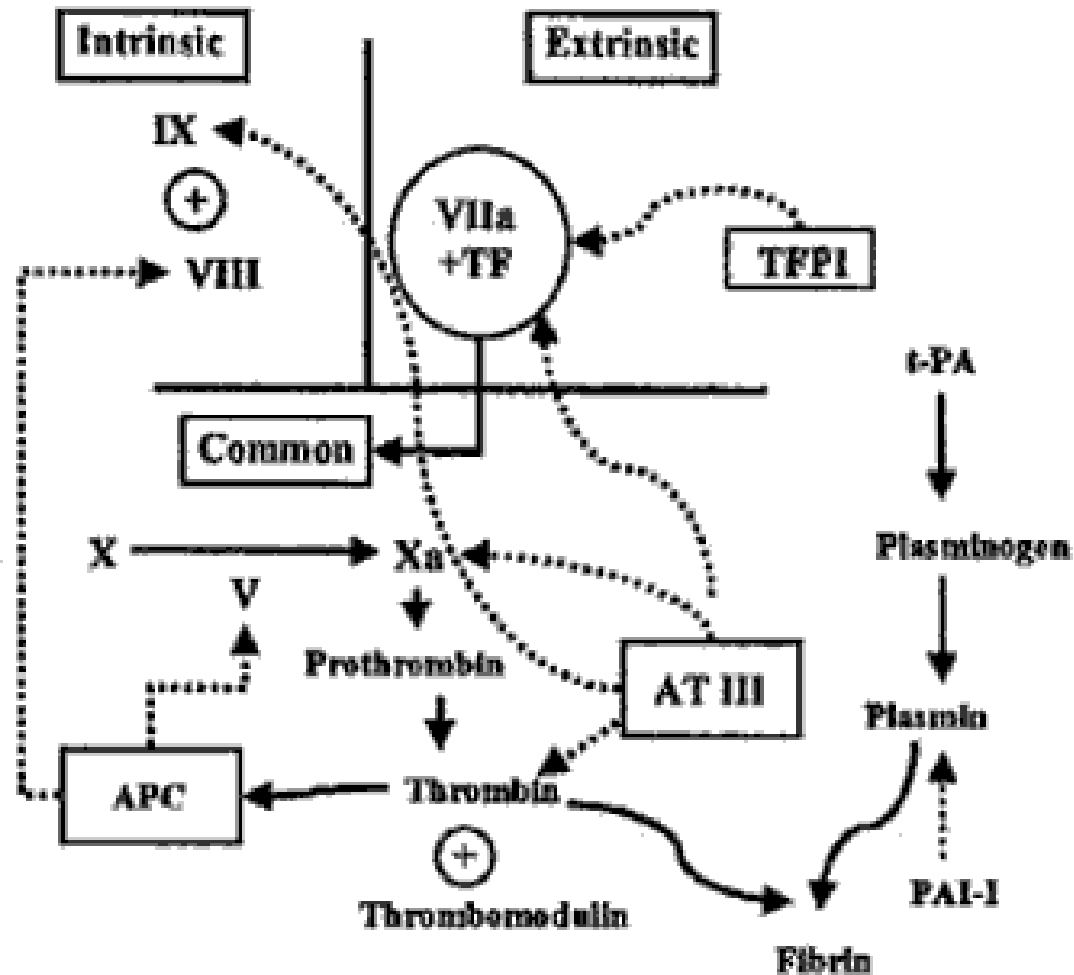 Intrinsic
Extrinsic
IX
+
VIII
VIIa
+TF
TFPI
t-PA
Common
Plasminogen
X
Xa
V
Prothrombin
AT III
Plasmin
APC
Thrombin
+
Thrombomodulin
PAI-I
Fibrin